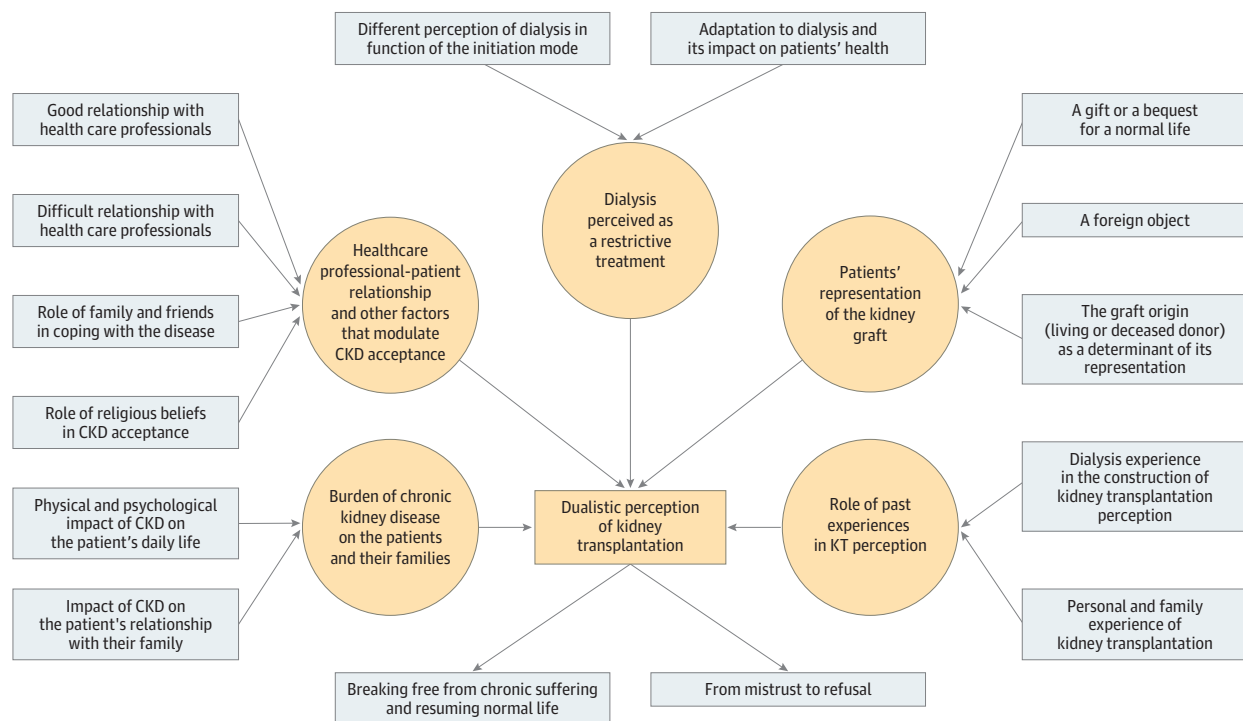 Different perception of dialysis in
function of the initiation mode
Adaptation to dialysis and
its impact on patients' health
Good relationship with
health care professionals
Difficult relationship with
health care professionals
Role of family and friends
in coping with the disease
Role of religious beliefs
in CKD acceptance
Healthcare
professional-patient
relationship
and other factors
that modulate
CKD acceptance
Dialysis
perceived as
a restrictive
treatment
Patients'
representation
of the kidney
graft
A gift or a bequest
for a normal life
A foreign object
The graft origin
(living or deceased donor)
as a determinant of its
representation
Physical and psychological
impact of CKD on
the patient's daily life
Impact of CKD on
the patient's relationship
with their family
Burden of chronic
kidney disease
on the patients
and their families
Dualistic perception
of kidney
transplantation
Role of past
experiences
in KT perception
Dialysis experience
in the construction of
kidney transplantation
perception
Personal and family
experience of
kidney transplantation
Breaking free from chronic suffering
and resuming normal life
From mistrust to refusal